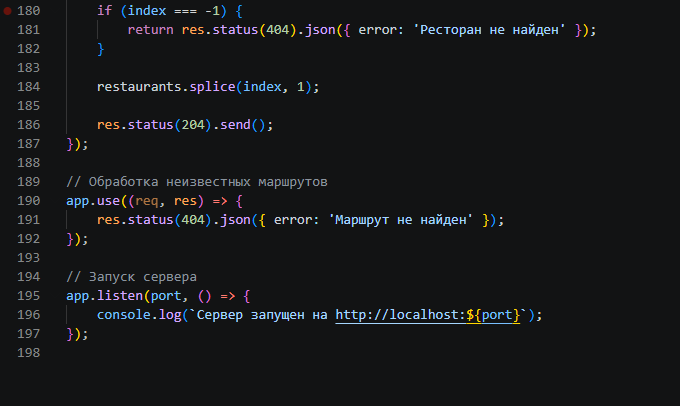 180 if (index === -1) {
181 return res.status(404).json({ error: 'Ресторан не найден' });
182 }
183
184 restaurants.splice(index, 1);
185
186 res.status(204).send();
187 });
188
189 // Обработка неизвестных маршрутов
190 app.use((req, res) => {
191 res.status(404).json({ error: 'Маршрут не найден' });
192 });
193
194 // Запуск сервера
195 app.listen(port, () => {
196 console.log(`Сервер запущен на http://localhost:${port}`);
197 });
198